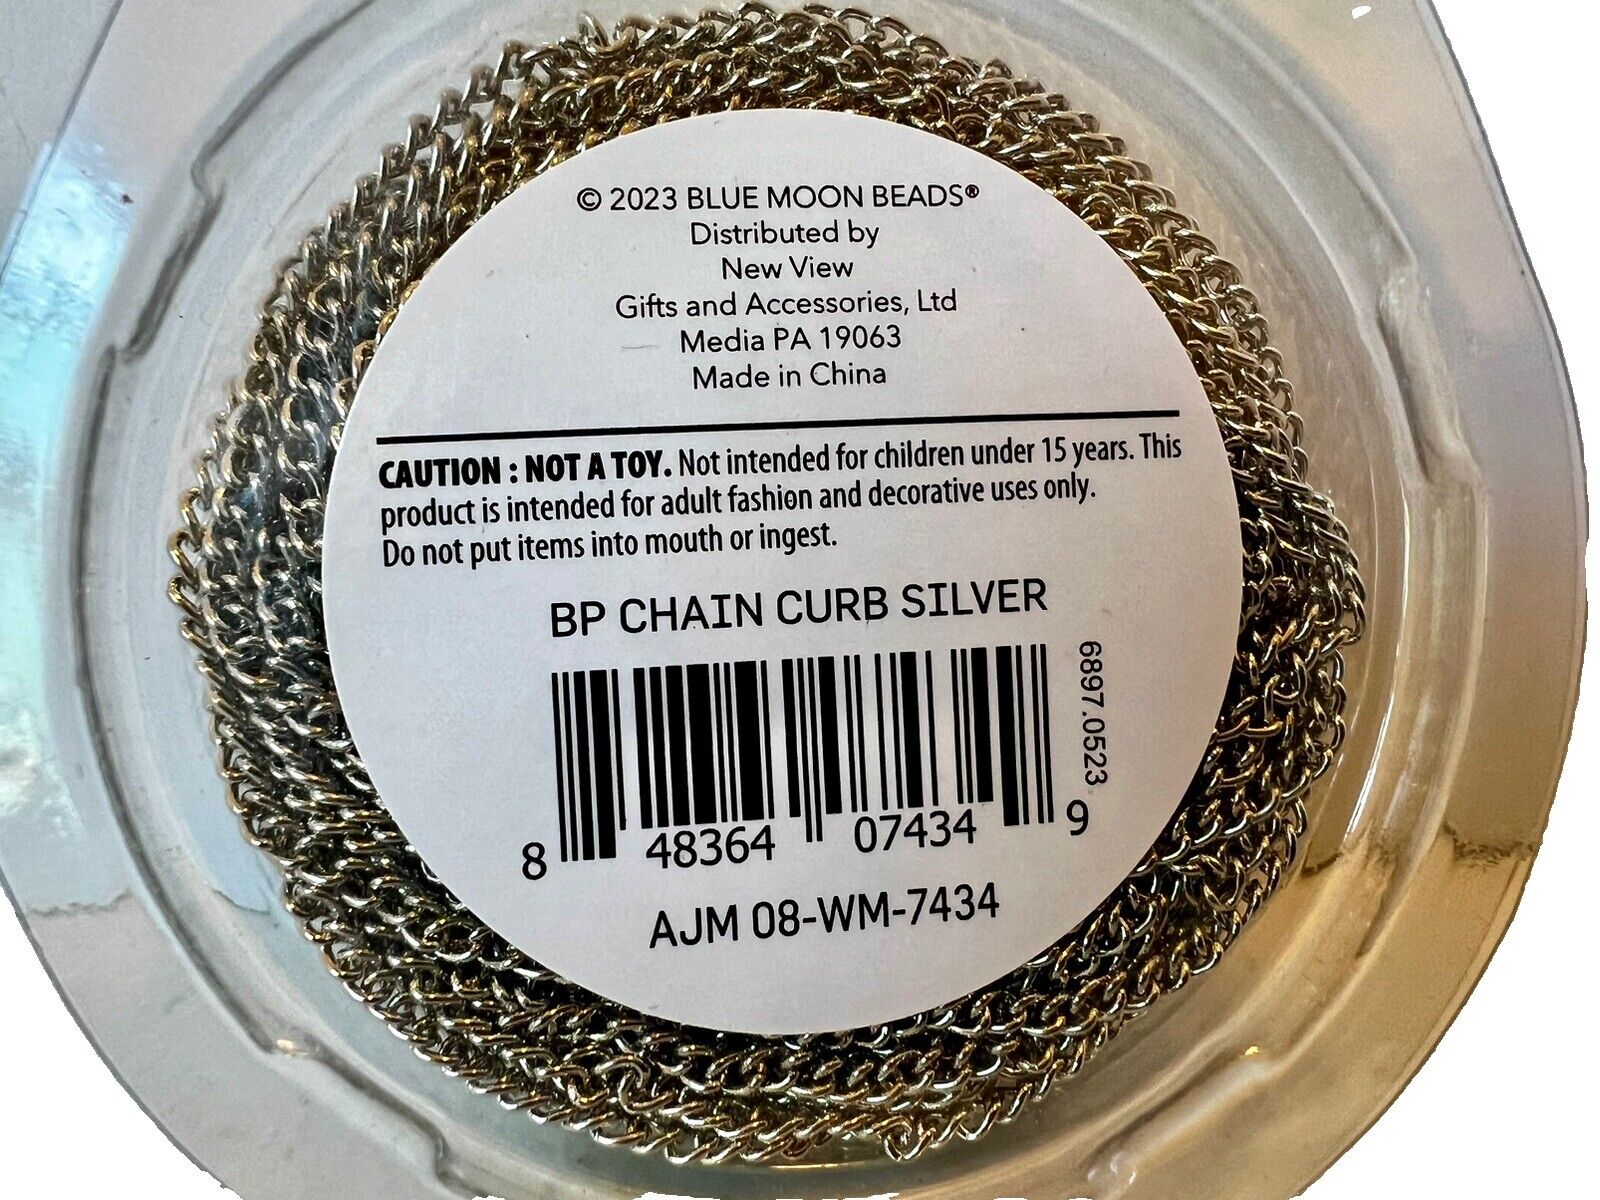 © 2023 BLUE MOON BEADS®
Distributed by
New View
Gifts and Accessories, Ltd
Media PA 19063
Made in China
CAUTION : NOT A TOY. Not intended for children under 15 years. This
product is intended for adult fashion and decorative uses only.
Do not put items into mouth or ingest.
BP CHAIN CURB SILVER
6897.0523
8 48364 07434 9
AJM 08-WM-7434